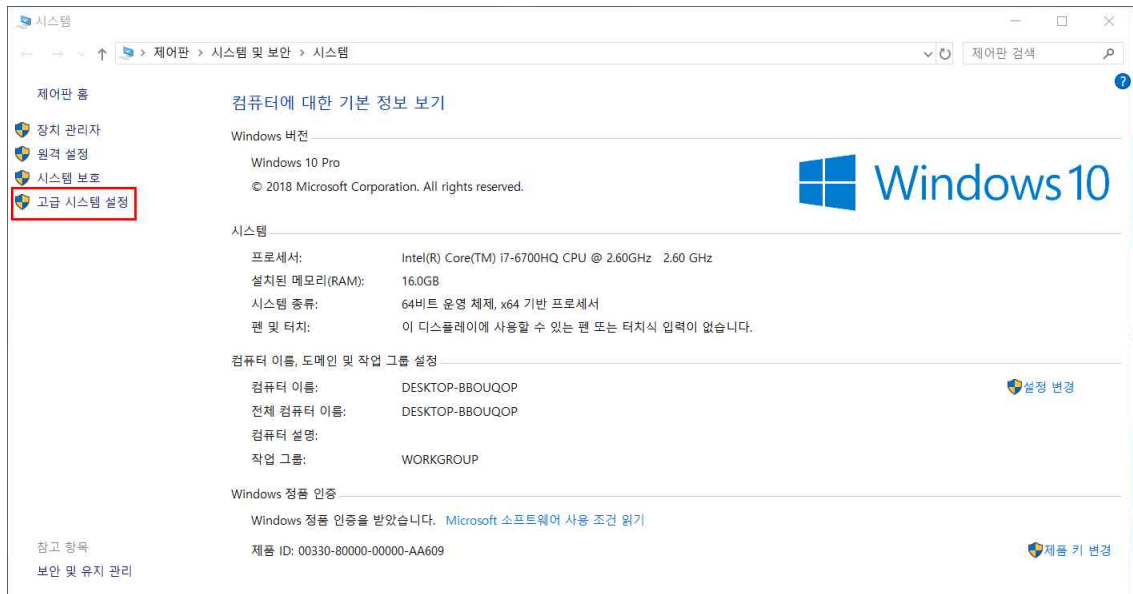 시스템
제어판 > 시스템 및 보안 > 시스템
제어판 검색
제어판 홈
장치 관리자
원격 설정
시스템 보호
고급 시스템 설정
컴퓨터에 대한 기본 정보 보기
Windows 버전
Windows 10 Pro
© 2018 Microsoft Corporation. All rights reserved.
Windows 10
시스템
프로세서: Intel(R) Core(TM) i7-6700HQ CPU @ 2.60GHz 2.60 GHz
설치된 메모리(RAM): 16.0GB
시스템 종류: 64비트 운영 체제, x64 기반 프로세서
펜 및 터치: 이 디스플레이에 사용할 수 있는 펜 또는 터치식 입력이 없습니다.
컴퓨터 이름, 도메인 및 작업 그룹 설정
컴퓨터 이름: DESKTOP-BBOUQOP 설정 변경
전체 컴퓨터 이름: DESKTOP-BBOUQOP
컴퓨터 설명:
작업 그룹: WORKGROUP
Windows 정품 인증
Windows 정품 인증을 받았습니다. Microsoft 소프트웨어 사용 조건 읽기
제품 ID: 00330-80000-00000-AA609 제품 키 변경
참고 항목
보안 및 유지 관리